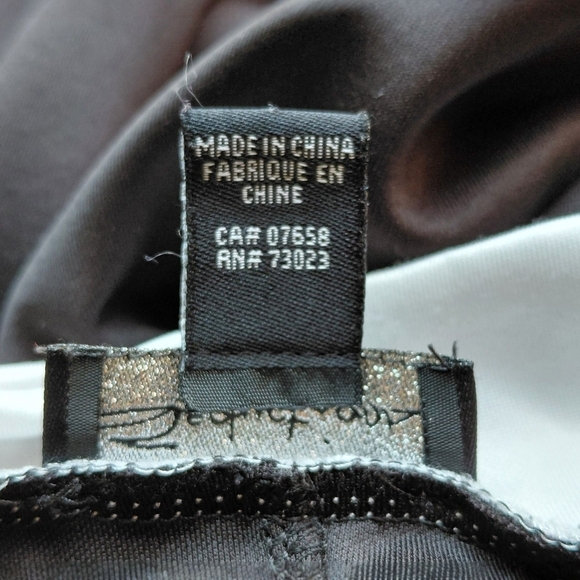 MADE IN CHINA
FABRIQUE EN
CHINE
CA# 07658
RN# 73023